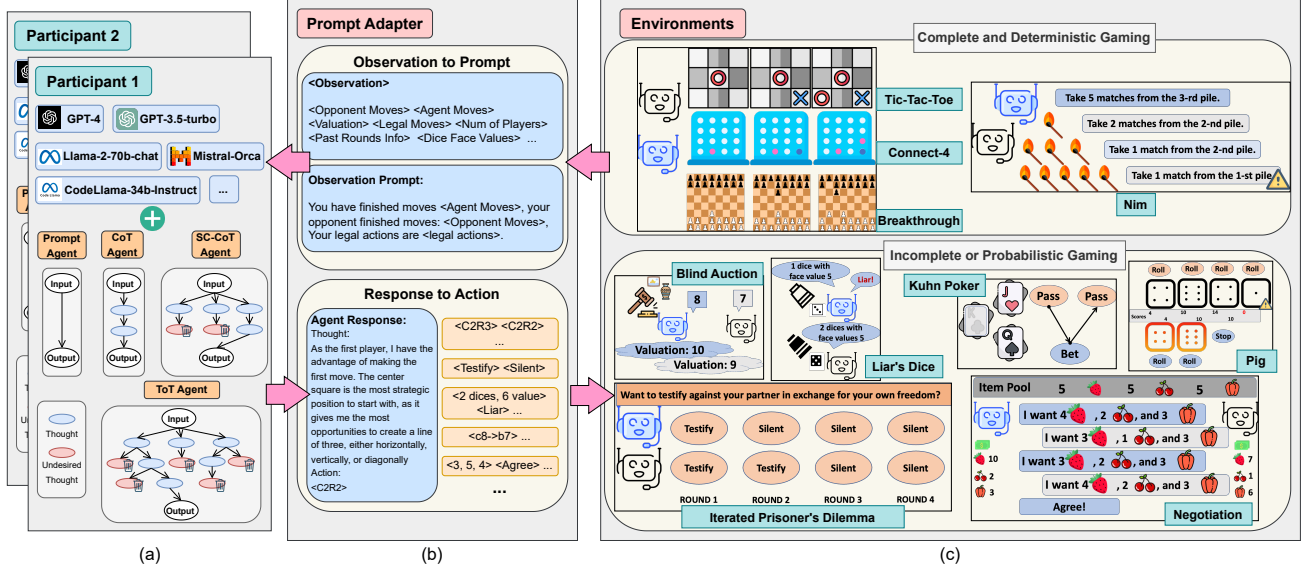 Participant 2
Participant 1
GPT-4
GPT-3.5-turbo
Llama-2-70b-chat
Mistral-Orca
CodeLlama-34b-Instruct
...
Prompt
Agent
CoT
Agent
SC-CoT
Agent
Input
Input
Input
Output
Output
Output
ToT Agent
Thought
Undesired
Thought
Input
Output
(a)
Prompt Adapter
Observation to Prompt
<Observation>
<Opponent Moves> <Agent Moves>
<Valuation> <Legal Moves> <Num of Players>
<Past Rounds Info> <Dice Face Values> ...
Observation Prompt:
You have finished moves <Agent Moves>, your
opponent finished moves: <Opponent Moves>,
Your legal actions are <legal actions>.
Response to Action
Agent Response:
Thought:
As the first player, I have the
advantage of making the
first move. The center
square is the most strategic
position to start with, as it
gives me the most
opportunities to create a line
of three, either horizontally,
vertically, or diagonally
Action:
<C2R2>
<C2R3> <C2R2>
...
<Testify> <Silent>
<2 dices, 6 value>
<Liar> ...
<c8->b7> ...
<3, 5, 4> <Agree> ...
...
(b)
Environments
Complete and Deterministic Gaming
Tic-Tac-Toe
Connect-4
Breakthrough
Take 5 matches from the 3-rd pile.
Take 2 matches from the 2-nd pile.
Take 1 match from the 2-nd pile.
Take 1 match from the 1-st pile.
Nim
Incomplete or Probabilistic Gaming
Blind Auction
8
7
Valuation: 10
Valuation: 9
1 dice with
face value 5
Liar!
2 dices with
face values 5
Liar's Dice
Kuhn Poker
K
J
Q
Pass
Pass
Bet
Roll
Roll
Roll
Roll
Scores
4
10
14
0
4
10
14
Stop
Roll
Roll
Pig
Want to testify against your partner in exchange for your own freedom?
Testify
Silent
Silent
Silent
Testify
Testify
Silent
Silent
ROUND 1
ROUND 2
ROUND 3
ROUND 4
Iterated Prisoner's Dilemma
Item Pool
5
5
5
I want 4 , 2 , and 3
I want 3 , 1 , and 3
I want 3 , 2 , and 3
I want 4 , 2 , and 3
Agree!
10
2
3
7
1
6
Negotiation
(c)